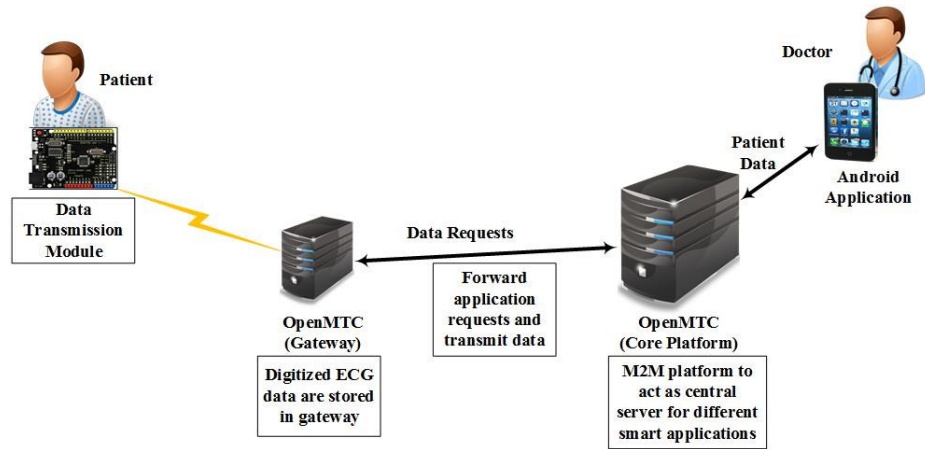 Patient
Data
Transmission
Module
OpenMTC
(Gateway)
Digitized ECG
data are stored
in gateway
Data Requests
Forward
application
requests and
transmit data
OpenMTC
(Core Platform)
M2M platform to
act as central
server for different
smart applications
Patient
Data
Doctor
Android
Application